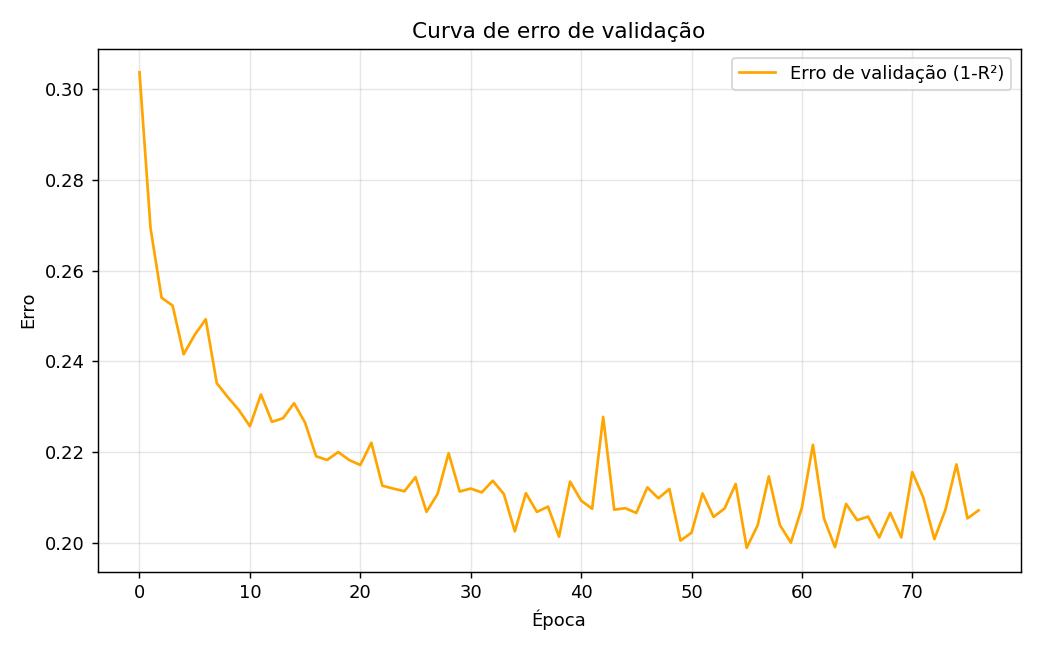 Curva de erro de validação
Erro de validação (1-R²)
0.30
0.28
0.26
0.24
0.22
0.20
Erro
0 10 20 30 40 50 60 70
Época